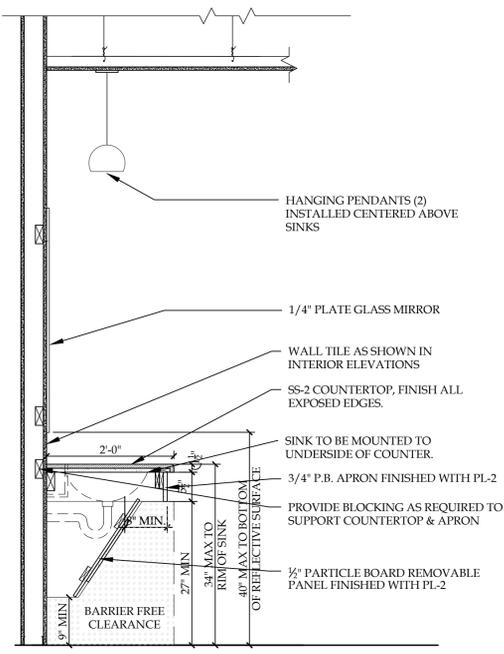 HANGING PENDANTS (2)
INSTALLED CENTERED ABOVE
SINKS
1/4" PLATE GLASS MIRROR
WALL TILE AS SHOWN IN
INTERIOR ELEVATIONS
SS-2 COUNTERTOP, FINISH ALL
EXPOSED EDGES.
2'-0"
SINK TO BE MOUNTED TO
UNDERSIDE OF COUNTER.
3/4" P.B. APRON FINISHED WITH PL-2
PROVIDE BLOCKING AS REQUIRED TO
SUPPORT COUNTERTOP & APRON
8" MIN.
27" MIN
34" MAX TO
RIM OF SINK
40" MAX TO BOTTOM
OF REFLECTIVE SURFACE
½" PARTICLE BOARD REMOVABLE
PANEL FINISHED WITH PL-2
9" MIN
BARRIER FREE
CLEARANCE